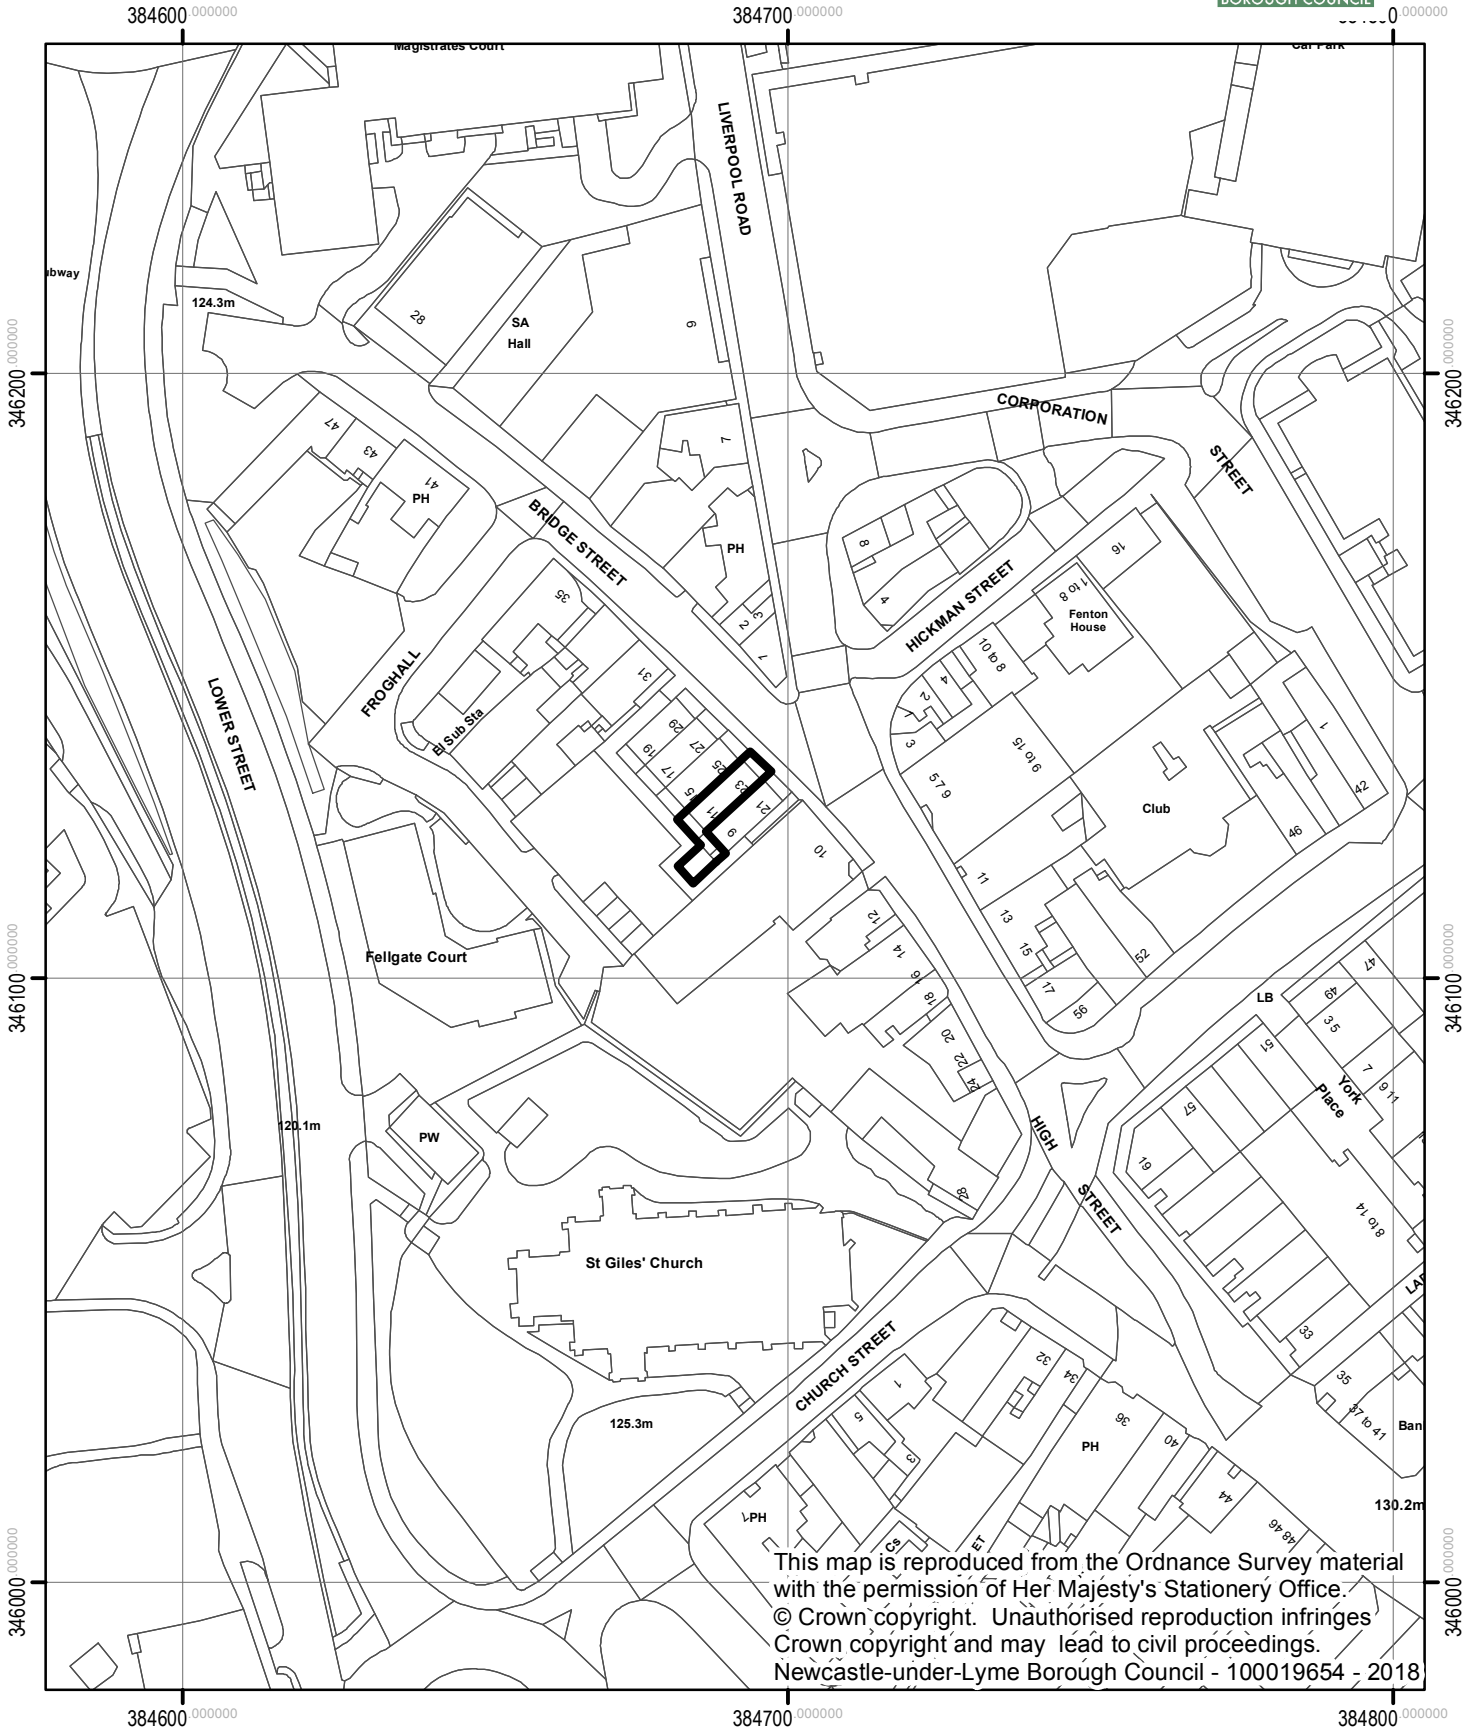 BOROUGH COUNCIL
384600.000000
384700.000000
Magistrates Court
Car Park
LIVERPOOL ROAD
124.3m
28
SA
Hall
9
346200.000000
346200.000000
CORPORATION
STREET
47
43
41
PH
7
BRIDGE STREET
PH
3
2
1
8
4
HICKMAN STREET
16
1 to 8
Fenton
House
10 to 8
4
2
1
3
35
31
FROGHALL
El Sub Sta
LOWER STREET
29
27
25
23
21
19
17
15
11
9
10
5 7 9
9 to 15
Club
1
42
46
11
13
15
17
56
52
12
14
16
18
20
22
24
28
Fellgate Court
346100.000000
346100.000000
LB
47
49
3 5
51
7
9 11
York
Place
57
19
8 to 14
33
35
37 to 41
120.1m
PW
HIGH
STREET
St Giles' Church
CHURCH STREET
125.3m
1
5
3
32
34
36
PH
40
44
48 46
130.2m
PH
Cs
346000.000000
346000.000000
This map is reproduced from the Ordnance Survey material
with the permission of Her Majesty's Stationery Office.
© Crown copyright.  Unauthorised reproduction infringes
Crown copyright and may  lead to civil proceedings.
Newcastle-under-Lyme Borough Council - 100019654 - 2018
384600.000000
384700.000000
384800.000000